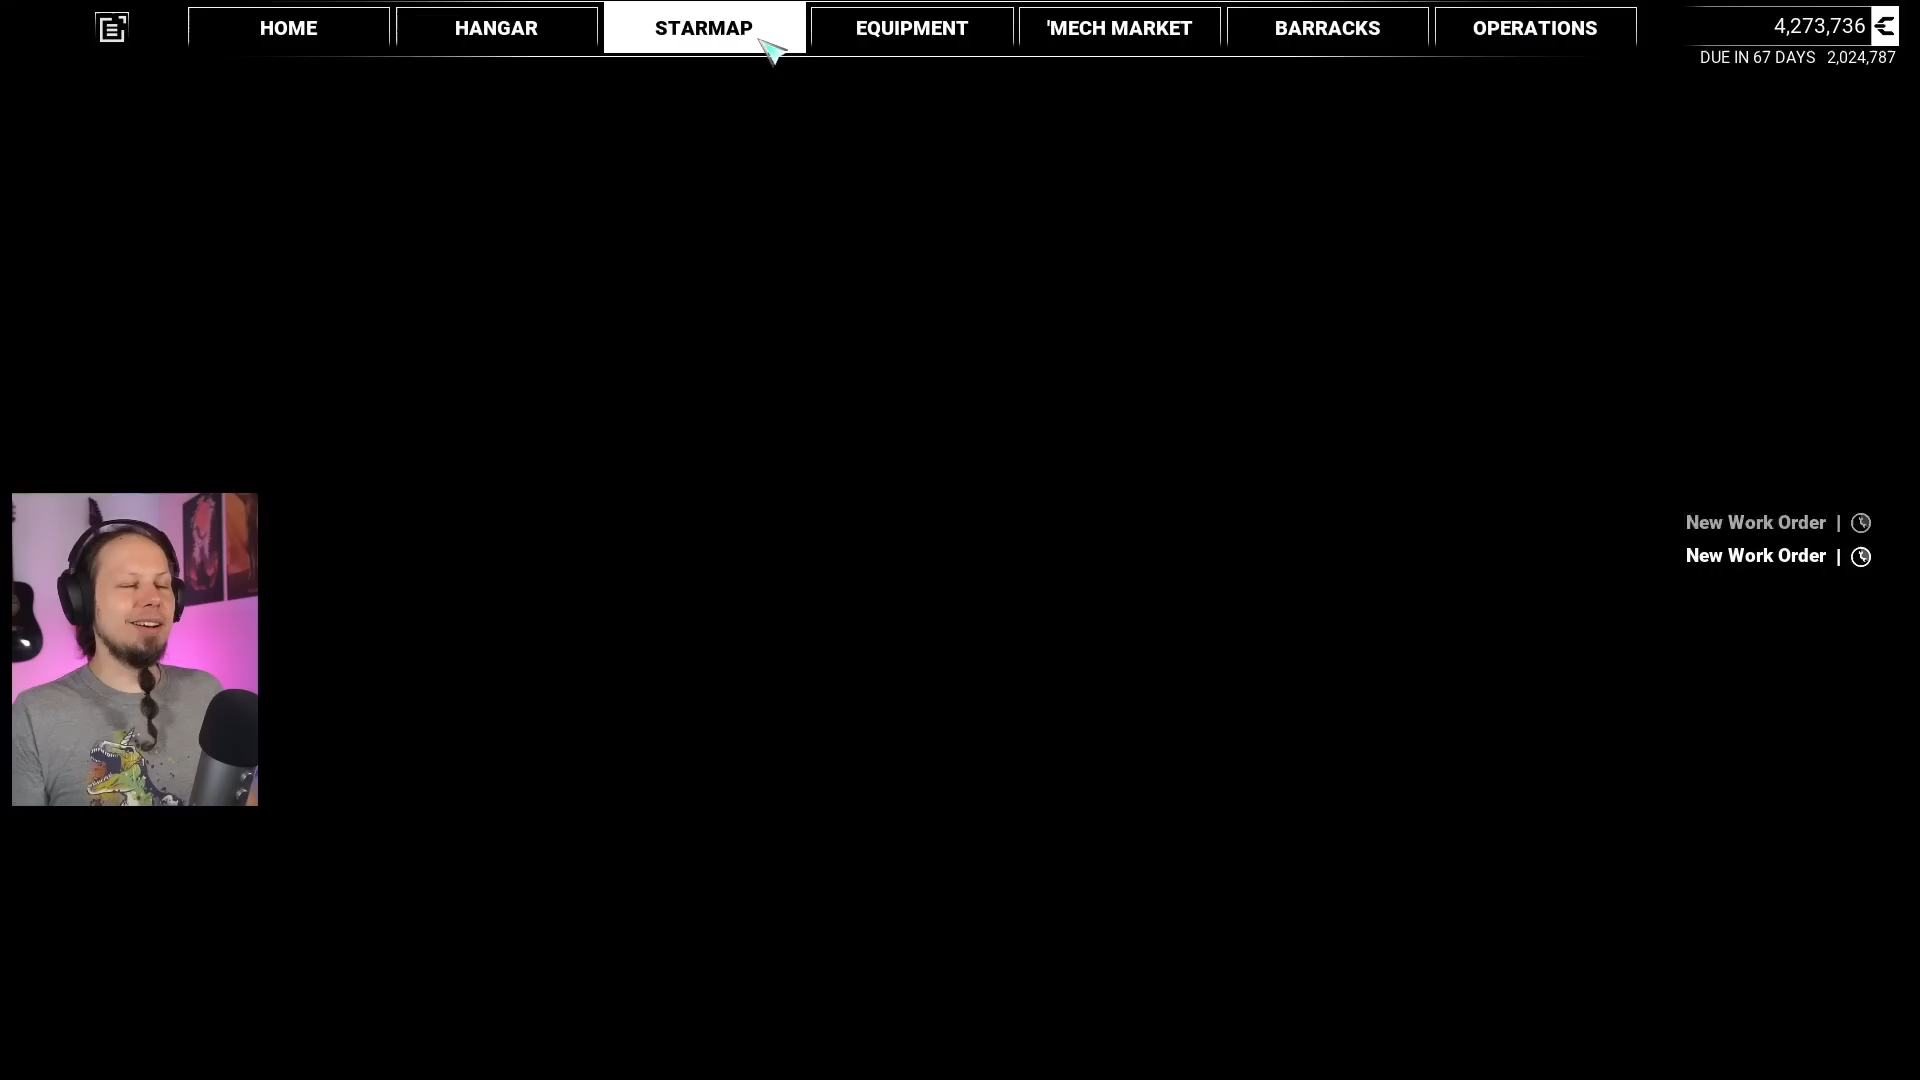 HOME
HANGAR
STARMAP
EQUIPMENT
'MECH MARKET
BARRACKS
OPERATIONS
4,273,736
DUE IN 67 DAYS 2,024,787
New Work Order |
New Work Order |